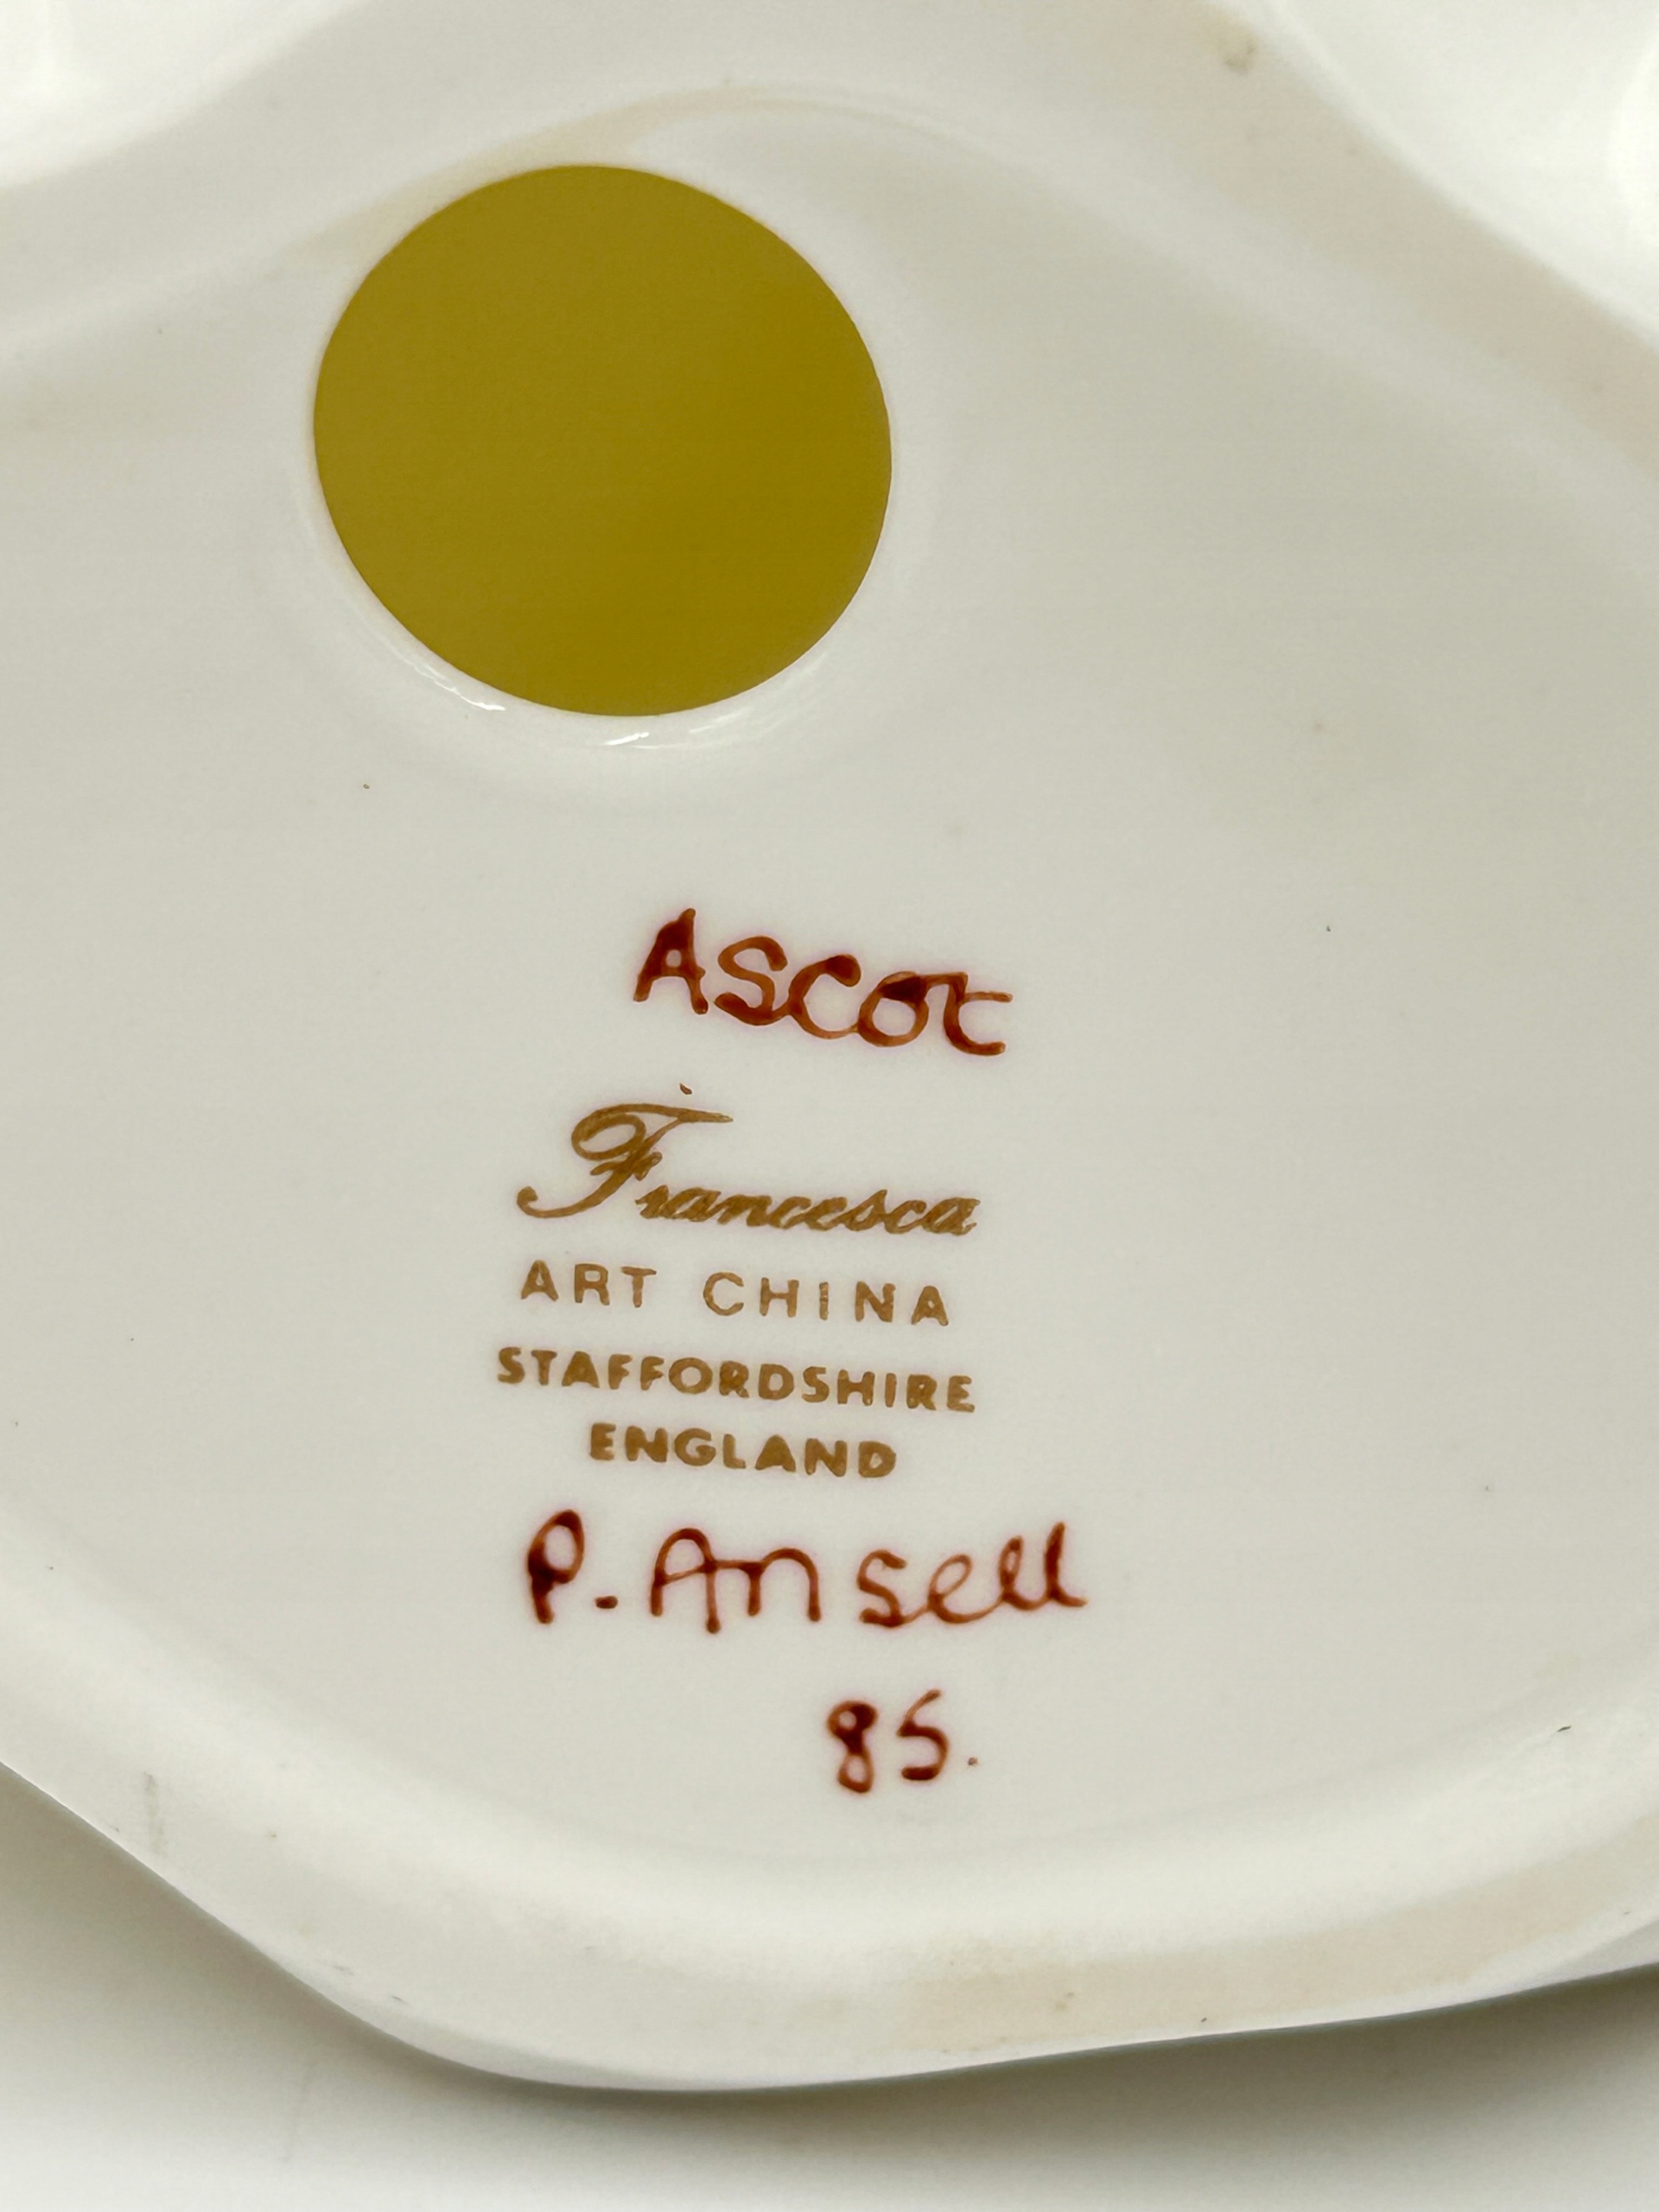 Ascot
Francesca
ART CHINA
STAFFORDSHIRE
ENGLAND
P. Ansell
85.